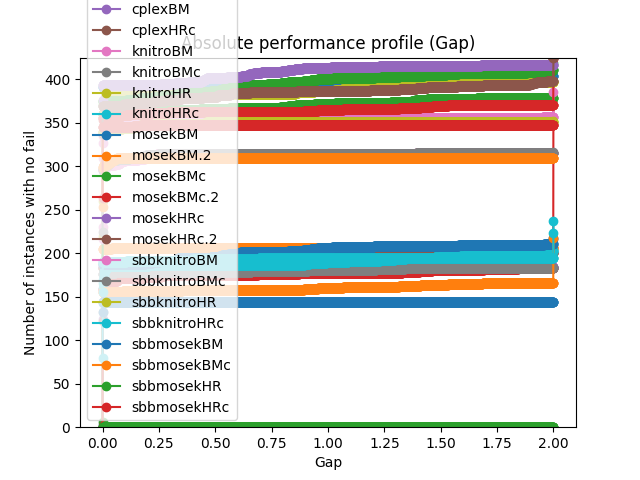 Absolute performance profile (Gap)
cplexBM
cplexHRc
knitroBM
knitroBMc
knitroHR
knitroHRc
mosekBM
mosekBM.2
mosekBMc
mosekBMc.2
mosekHRc
mosekHRc.2
sbbknitroBM
sbbknitroBMc
sbbknitroHR
sbbknitroHRc
sbbmosekBM
sbbmosekBMc
sbbmosekHR
sbbmosekHRc
Number of instances with no fail
400
350
300
250
200
150
100
50
0
0.00 0.25 0.50 0.75 1.00 1.25 1.50 1.75 2.00
Gap